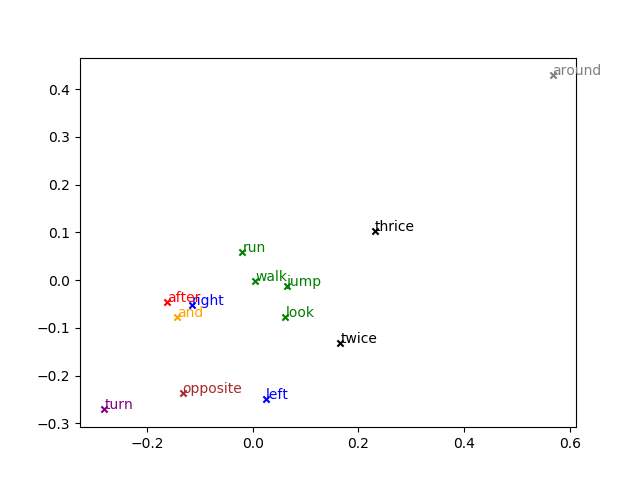 around
0.4
0.3
0.2
thrice
0.1
run
walk
jump
0.0
after
right
and
look
−0.1
twice
−0.2
opposite
left
turn
−0.3
−0.2 0.0 0.2 0.4 0.6